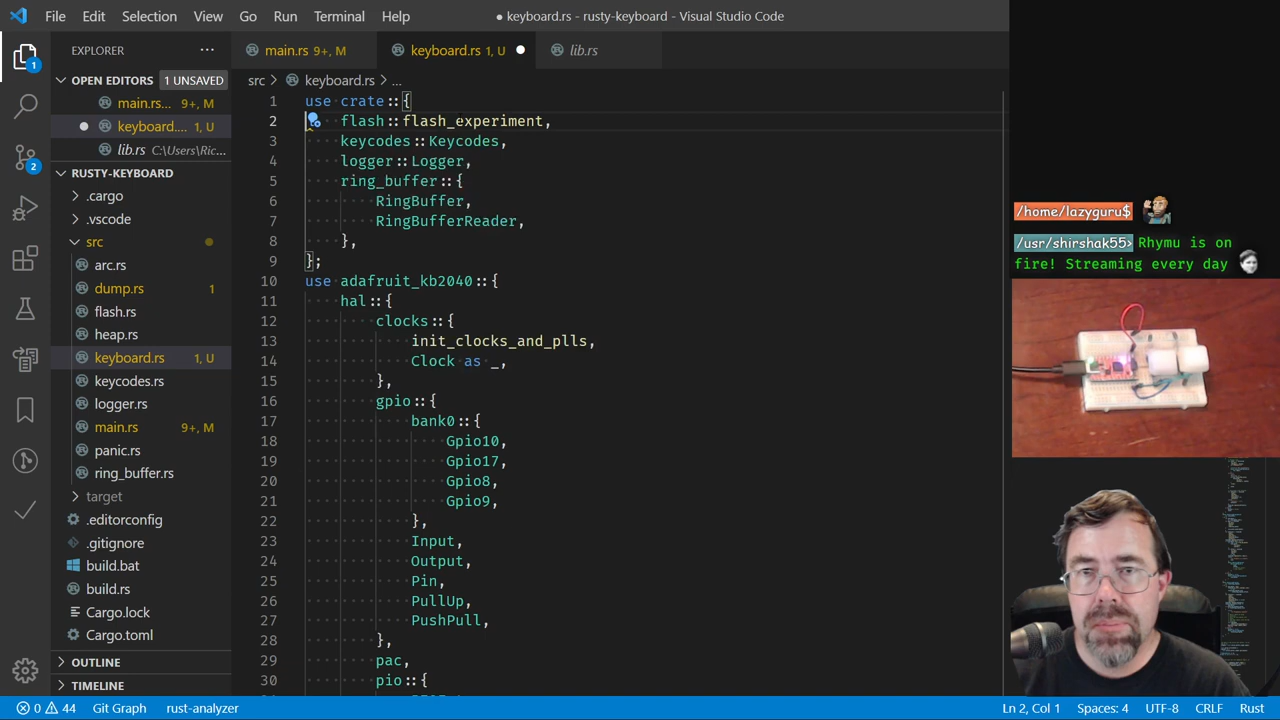 File Edit Selection View Go Run Terminal Help
● keyboard.rs - rusty-keyboard - Visual Studio Code
EXPLORER ···
main.rs 9+, M
keyboard.rs 1, U ●
lib.rs
OPEN EDITORS 1 UNSAVED
main.rs... 9+, M
● keyboard.... 1, U
lib.rs C:\Users\Ric...
RUSTY-KEYBOARD
.cargo
.vscode
src
arc.rs
dump.rs 1
flash.rs
heap.rs
keyboard.rs 1, U
keycodes.rs
logger.rs
main.rs 9+, M
panic.rs
ring_buffer.rs
target
.editorconfig
.gitignore
build.bat
build.rs
Cargo.lock
Cargo.toml
OUTLINE
TIMELINE
1
2
src > keyboard.rs > ...
1 use crate::{
2 flash::flash_experiment,
3 keycodes::Keycodes,
4 logger::Logger,
5 ring_buffer::{
6 RingBuffer,
7 RingBufferReader,
8 },
9 };
10 use adafruit_kb2040::{
11 hal::{
12 clocks::{
13 init_clocks_and_plls,
14 Clock as _,
15 },
16 gpio::{
17 bank0::{
18 Gpio10,
19 Gpio17,
20 Gpio8,
21 Gpio9,
22 },
23 Input,
24 Output,
25 Pin,
26 PullUp,
27 PushPull,
28 },
29 pac,
30 pio::{
/home/lazyguru$
/usr/shirshak55> Rhymu is on
fire! Streaming every day
0 44 Git Graph rust-analyzer Ln 2, Col 1 Spaces: 4 UTF-8 CRLF Rust